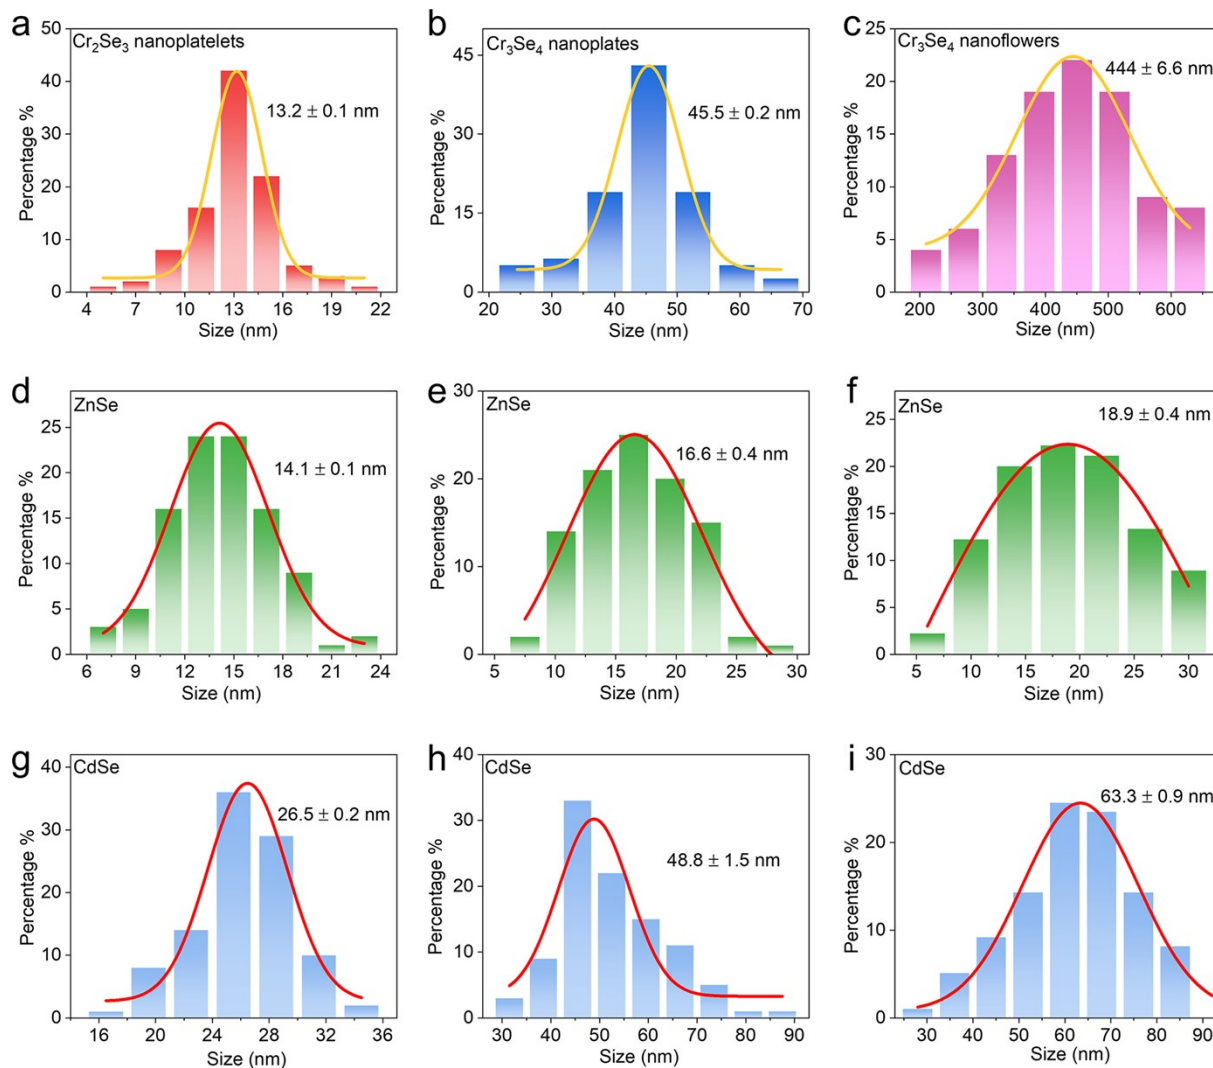 a
Cr₂Se₃ nanoplatelets
13.2 ± 0.1 nm
Percentage %
50
40
30
20
10
0
4 7 10 13 16 19 22
Size (nm)
b
Cr₃Se₄ nanoplates
45.5 ± 0.2 nm
Percentage %
45
30
15
0
20 30 40 50 60 70
Size (nm)
c
Cr₃Se₄ nanoflowers
444 ± 6.6 nm
Percentage %
25
20
15
10
5
0
200 300 400 500 600
Size (nm)
d
ZnSe
14.1 ± 0.1 nm
Percentage %
25
20
15
10
5
0
6 9 12 15 18 21 24
Size (nm)
e
ZnSe
16.6 ± 0.4 nm
Percentage %
30
20
10
0
5 10 15 20 25 30
Size (nm)
f
ZnSe
18.9 ± 0.4 nm
Percentage %
25
20
15
10
5
0
5 10 15 20 25 30
Size (nm)
g
CdSe
26.5 ± 0.2 nm
Percentage %
40
30
20
10
0
16 20 24 28 32 36
Size (nm)
h
CdSe
48.8 ± 1.5 nm
Percentage %
40
30
20
10
0
30 40 50 60 70 80 90
Size (nm)
i
CdSe
63.3 ± 0.9 nm
Percentage %
30
20
10
0
30 40 50 60 70 80 90
Size (nm)